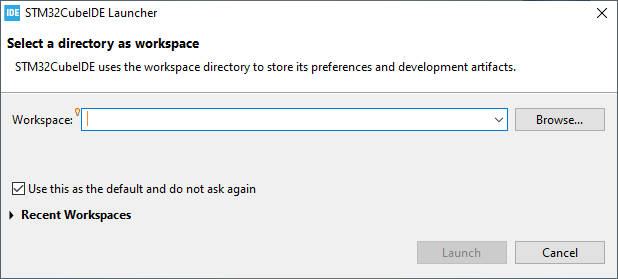 IDE STM32CubeIDE Launcher
Select a directory as workspace
STM32CubeIDE uses the workspace directory to store its preferences and development artifacts.
Workspace: Browse...
Use this as the default and do not ask again
Recent Workspaces
Launch Cancel